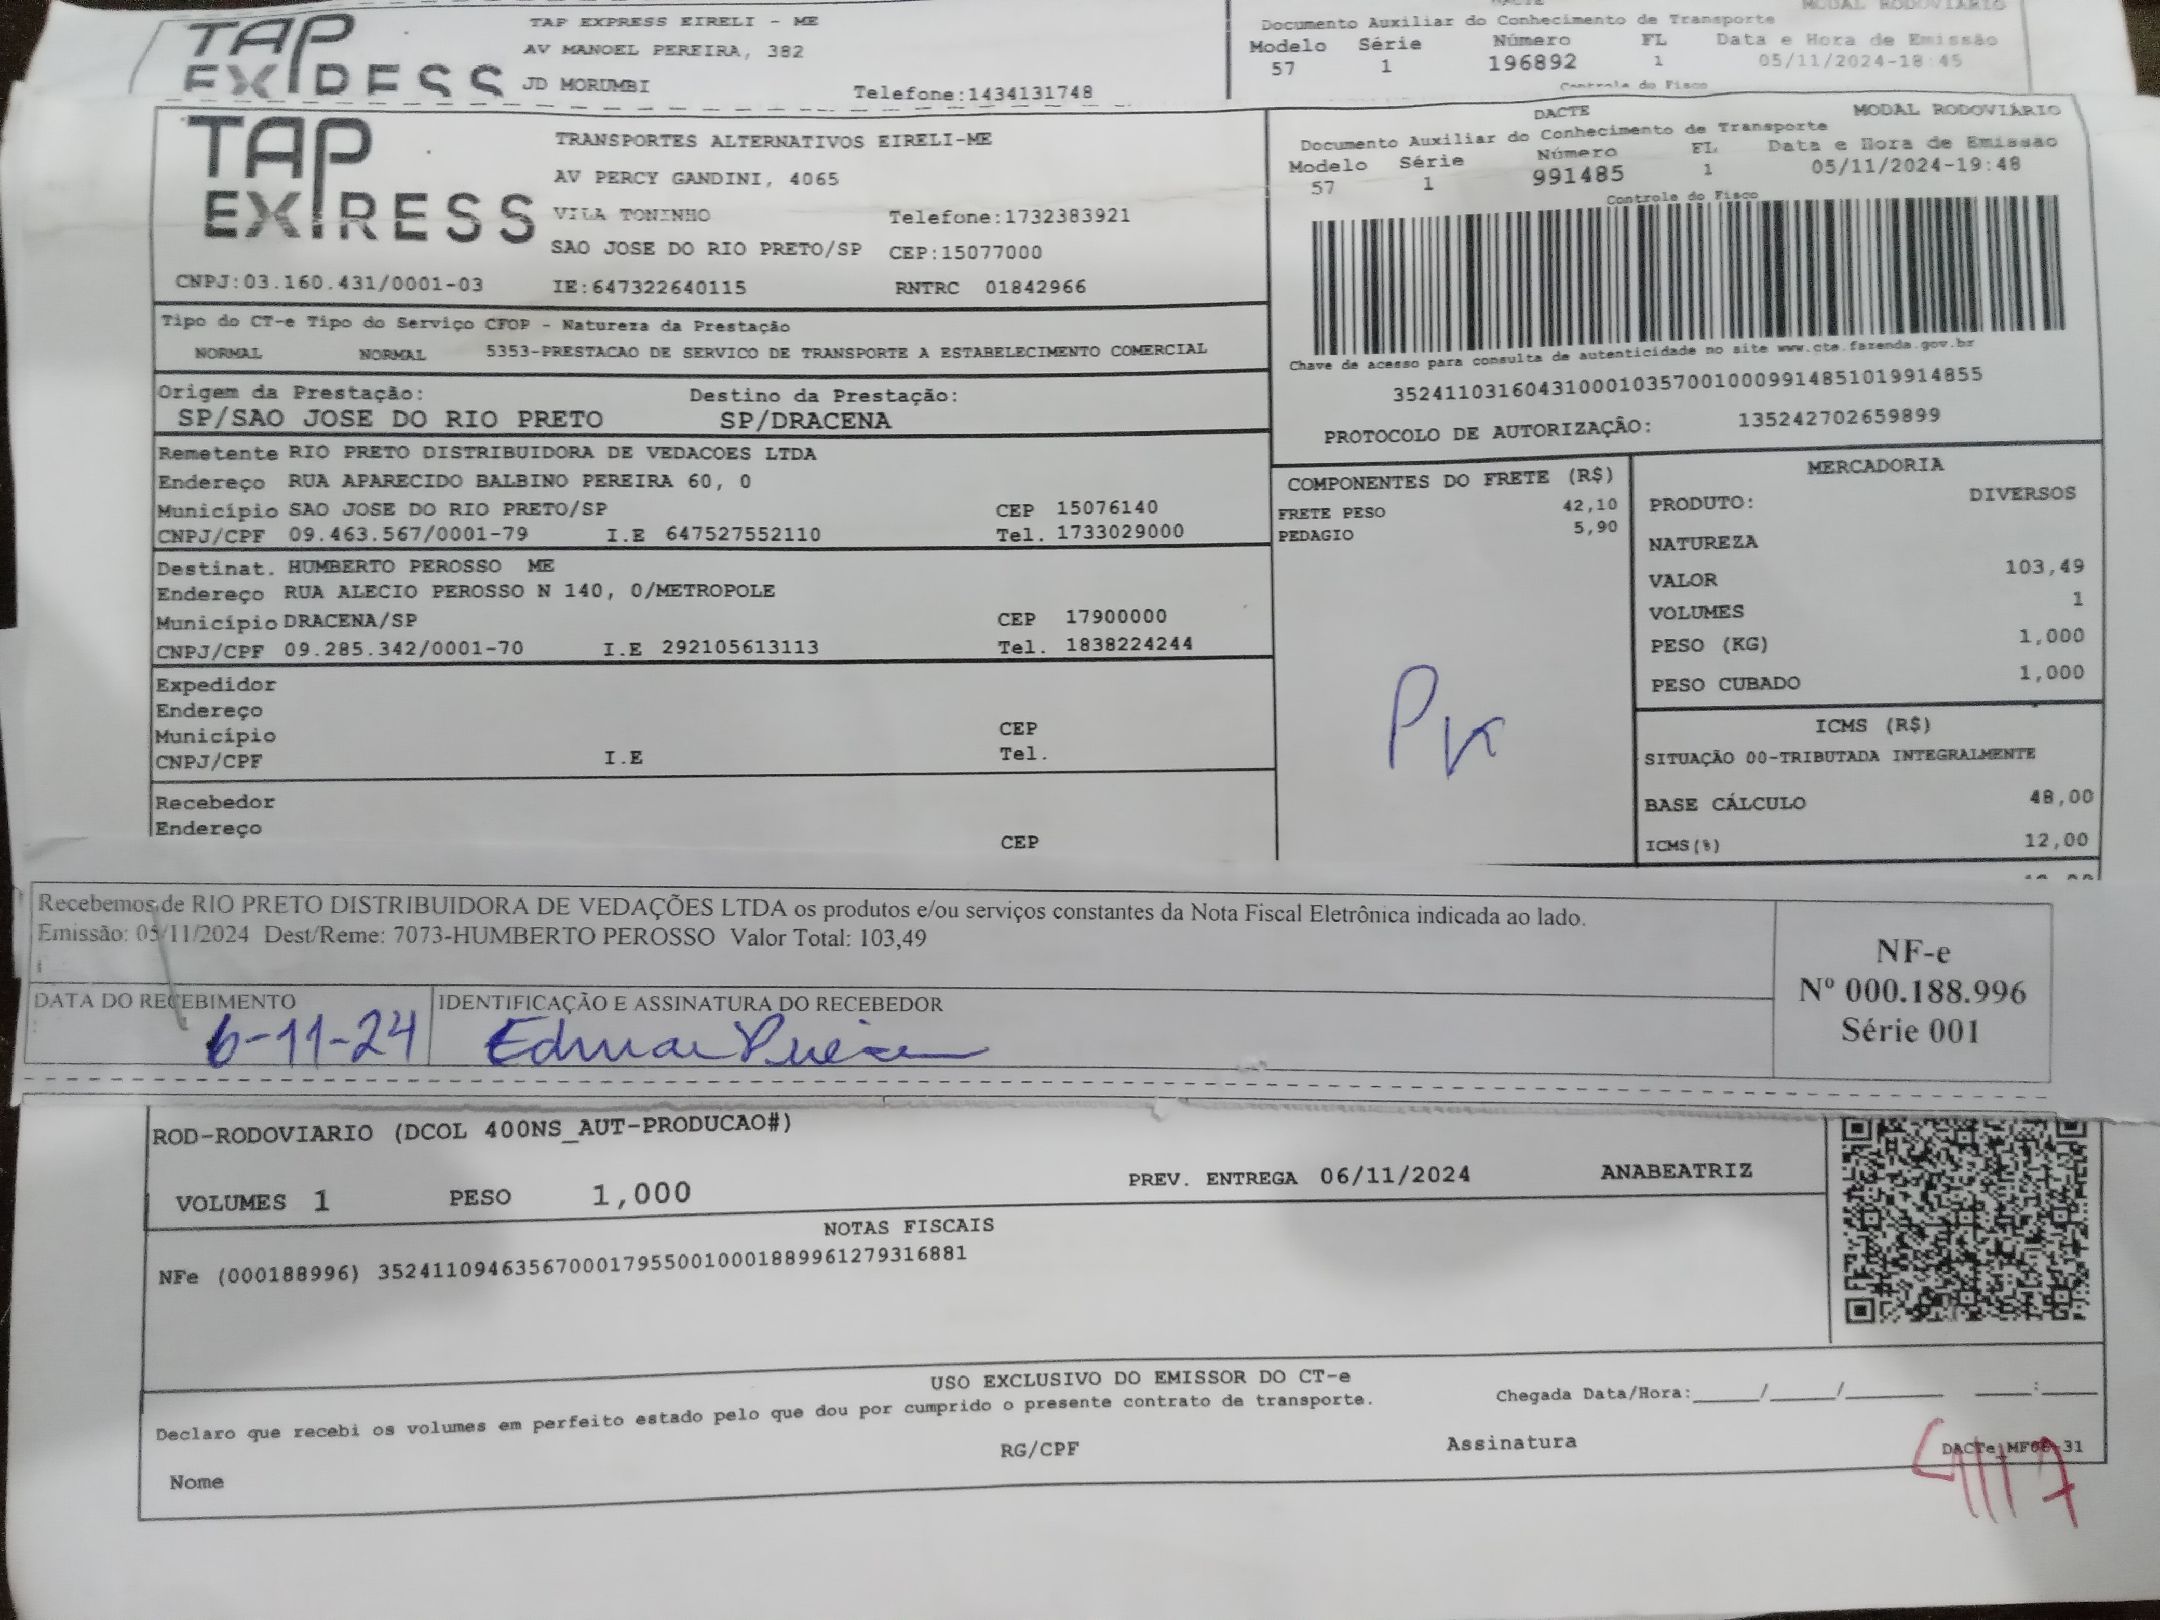 TAP EXPRESS
TAP EXPRESS EIRELI - ME
AV MANOEL PEREIRA, 382
JD MORUMBI Telefone:1434131748
DACTE MODAL RODOVIÁRIO
Documento Auxiliar do Conhecimento de Transporte
Modelo Série Número FL Data e Hora de Emissão
57 1 196892 1 05/11/2024-18:45
Controle do Fisco
TAP EXPRESS
TRANSPORTES ALTERNATIVOS EIRELI-ME
AV PERCY GANDINI, 4065
VILA TONINHO Telefone:1732383921
SAO JOSE DO RIO PRETO/SP CEP:15077000
CNPJ:03.160.431/0001-03 IE:647322640115 RNTRC 01842966
DACTE MODAL RODOVIÁRIO
Documento Auxiliar do Conhecimento de Transporte
Modelo Série Número FL Data e Hora de Emissão
57 1 991485 1 05/11/2024-19:48
Controle do Fisco
Chave de acesso para consulta de autenticidade no site www.cte.fazenda.gov.br
35241103160431000103570010009914851019914855
PROTOCOLO DE AUTORIZAÇÃO: 135242702659899
Tipo do CT-e Tipo do Serviço CFOP - Natureza da Prestação
NORMAL NORMAL 5353-PRESTACAO DE SERVICO DE TRANSPORTE A ESTABELECIMENTO COMERCIAL
Origem da Prestação: Destino da Prestação:
SP/SAO JOSE DO RIO PRETO SP/DRACENA
Remetente RIO PRETO DISTRIBUIDORA DE VEDACOES LTDA
Endereço RUA APARECIDO BALBINO PEREIRA 60, 0
Município SAO JOSE DO RIO PRETO/SP CEP 15076140
CNPJ/CPF 09.463.567/0001-79 I.E 647527552110 Tel. 1733029000
Destinat. HUMBERTO PEROSSO ME
Endereço RUA ALECIO PEROSSO N 140, 0/METROPOLE
Município DRACENA/SP CEP 17900000
CNPJ/CPF 09.285.342/0001-70 I.E 292105613113 Tel. 1838224244
Expedidor
Endereço
Município CEP
CNPJ/CPF I.E Tel.
Recebedor
Endereço
CEP
COMPONENTES DO FRETE (R$)
FRETE PESO 42,10
PEDAGIO 5,90
MERCADORIA
PRODUTO: DIVERSOS
NATUREZA
VALOR 103,49
VOLUMES 1
PESO (KG) 1,000
PESO CUBADO 1,000
ICMS (R$)
SITUAÇÃO 00-TRIBUTADA INTEGRALMENTE
BASE CÁLCULO 48,00
ICMS(%) 12,00
Recebemos de RIO PRETO DISTRIBUIDORA DE VEDAÇÕES LTDA os produtos e/ou serviços constantes da Nota Fiscal Eletrônica indicada ao lado.
Emissão: 05/11/2024 Dest/Reme: 7073-HUMBERTO PEROSSO Valor Total: 103,49
DATA DO RECEBIMENTO IDENTIFICAÇÃO E ASSINATURA DO RECEBEDOR
6-11-24
NF-e
Nº 000.188.996
Série 001
ROD-RODOVIARIO (DCOL 400NS_AUT-PRODUCAO#)
VOLUMES 1 PESO 1,000 PREV. ENTREGA 06/11/2024 ANABEATRIZ
NOTAS FISCAIS
NFe (000188996) 35241109463567000179550010001889961279316881
USO EXCLUSIVO DO EMISSOR DO CT-e
Declaro que recebi os volumes em perfeito estado pelo que dou por cumprido o presente contrato de transporte. Chegada Data/Hora:_____/_____/_______ ____:____
Nome RG/CPF Assinatura